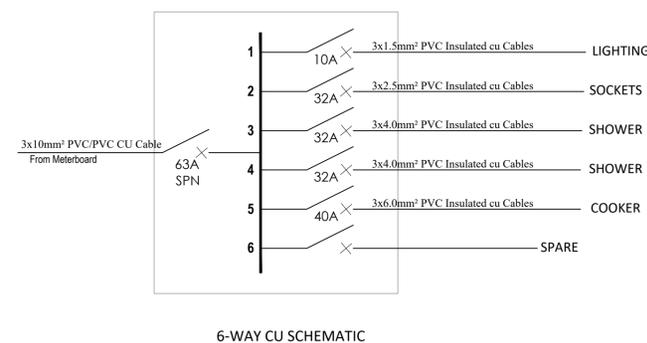 1 10A 3x1.5mm² PVC Insulated cu Cables LIGHTING
2 32A 3x2.5mm² PVC Insulated cu Cables SOCKETS
3 32A 3x4.0mm² PVC Insulated cu Cables SHOWER
3x10mm² PVC/PVC CU Cable
From Meterboard
63A
SPN
4 32A 3x4.0mm² PVC Insulated cu Cables SHOWER
5 40A 3x6.0mm² PVC Insulated cu Cables COOKER
6 SPARE
6-WAY CU SCHEMATIC